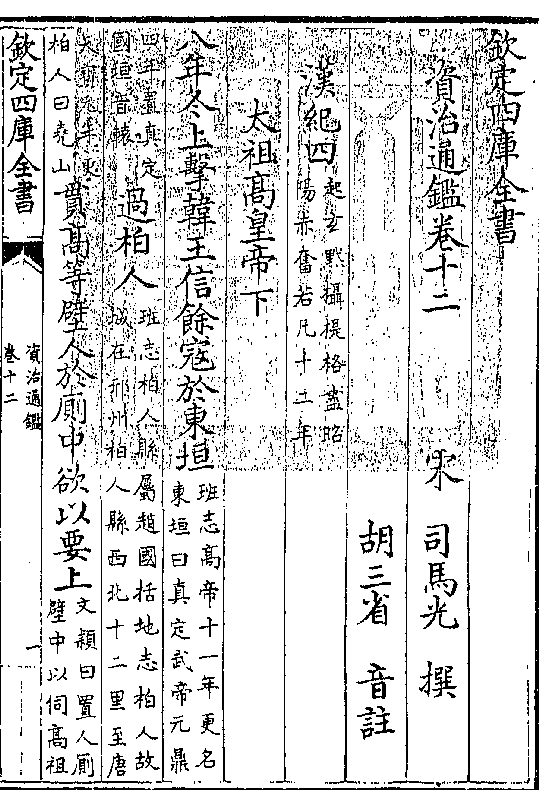 欽定四庫全書
資治通鑑卷十二
宋 司馬光 撰
胡三省 音註
漢紀四 起玄黓攝提格盡昭
陽赤奮若凡十二年
太祖高皇帝下
八年冬上擊韓王信餘寇於東垣 班志高帝十一年更名
東垣曰真定武帝元鼎
四年置真定
國垣音轅
過柏人 班志柏人縣屬趙國括地志柏人故
城在邢州柏人縣西北十二里至唐
天寶元年更
柏人曰堯山
貫高等壁人於廁中欲以要上 文穎曰置人廁
壁中以伺高祖
欽定四庫全書
資治通鑑
卷十二
一